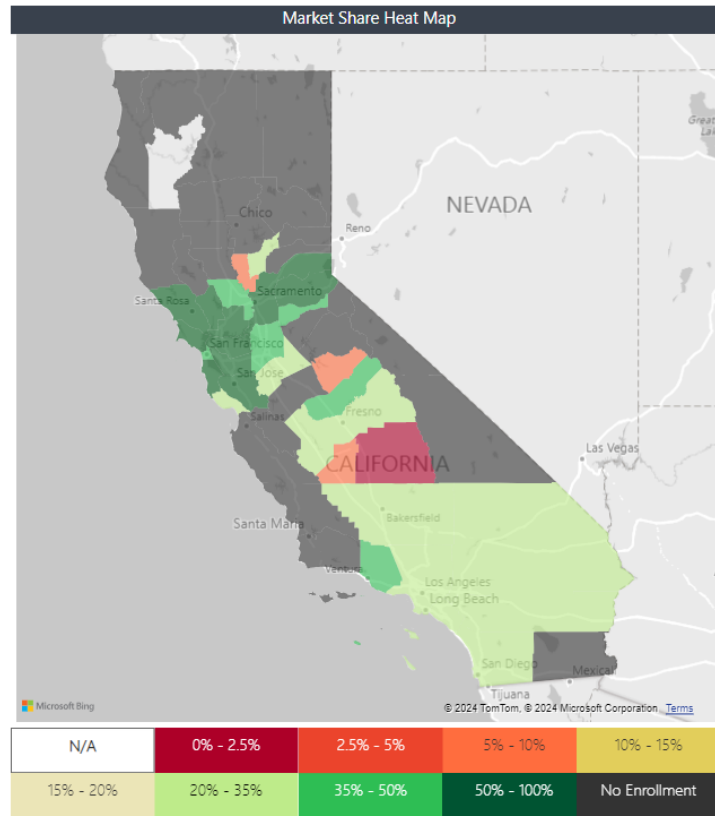 Market Share Heat Map
Great
NEVADA
Chico
Reno
Sacramento
Santa Rosa
San Francisco
San Jose
Salinas
Fresno
Las Vegas
CALIFORNIA
Bakersfield
Santa Maria
Ventura
Los Angeles
Long Beach
San Diego
Mexical
Tijuana
Microsoft Bing
© 2024 TomTom, © 2024 Microsoft Corporation Terms
N/A 0% - 2.5% 2.5% - 5% 5% - 10% 10% - 15%
15% - 20% 20% - 35% 35% - 50% 50% - 100% No Enrollment